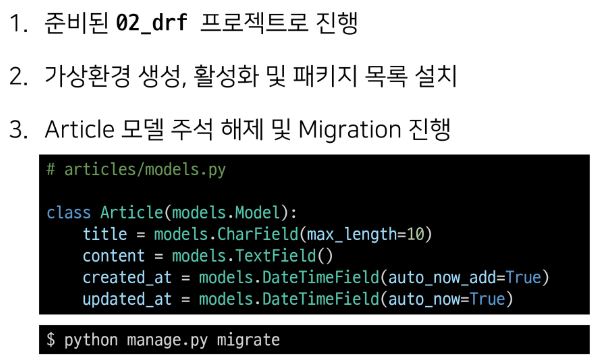 1. 준비된 02_drf 프로젝트로 진행
2. 가상환경 생성, 활성화 및 패키지 목록 설치
3. Article 모델 주석 해제 및 Migration 진행
# articles/models.py
class Article(models.Model):
    title = models.CharField(max_length=10)
    content = models.TextField()
    created_at = models.DateTimeField(auto_now_add=True)
    updated_at = models.DateTimeField(auto_now=True)
$ python manage.py migrate